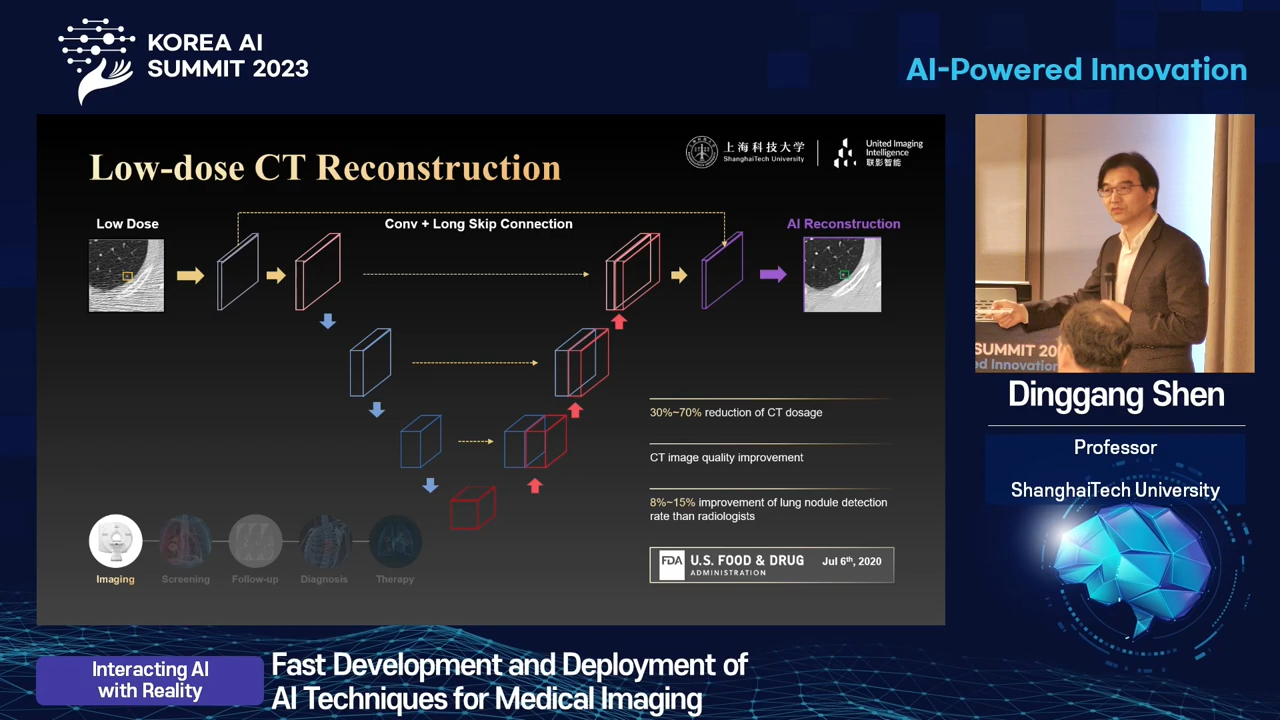 KOREA AI
SUMMIT 2023
AI-Powered Innovation
Low-dose CT Reconstruction
上海科技大学
ShanghaiTech University
United Imaging
Intelligence
联影智能
Low Dose
Conv + Long Skip Connection
AI Reconstruction
30%~70% reduction of CT dosage
CT image quality improvement
8%~15% improvement of lung nodule detection
rate than radiologists
FDA
U.S. FOOD & DRUG
ADMINISTRATION
Jul 6th, 2020
Imaging
Screening
Follow-up
Diagnosis
Therapy
SUMMIT 20
ed Innovation
Dinggang Shen
Professor
ShanghaiTech University
Interacting AI
with Reality
Fast Development and Deployment of
AI Techniques for Medical Imaging